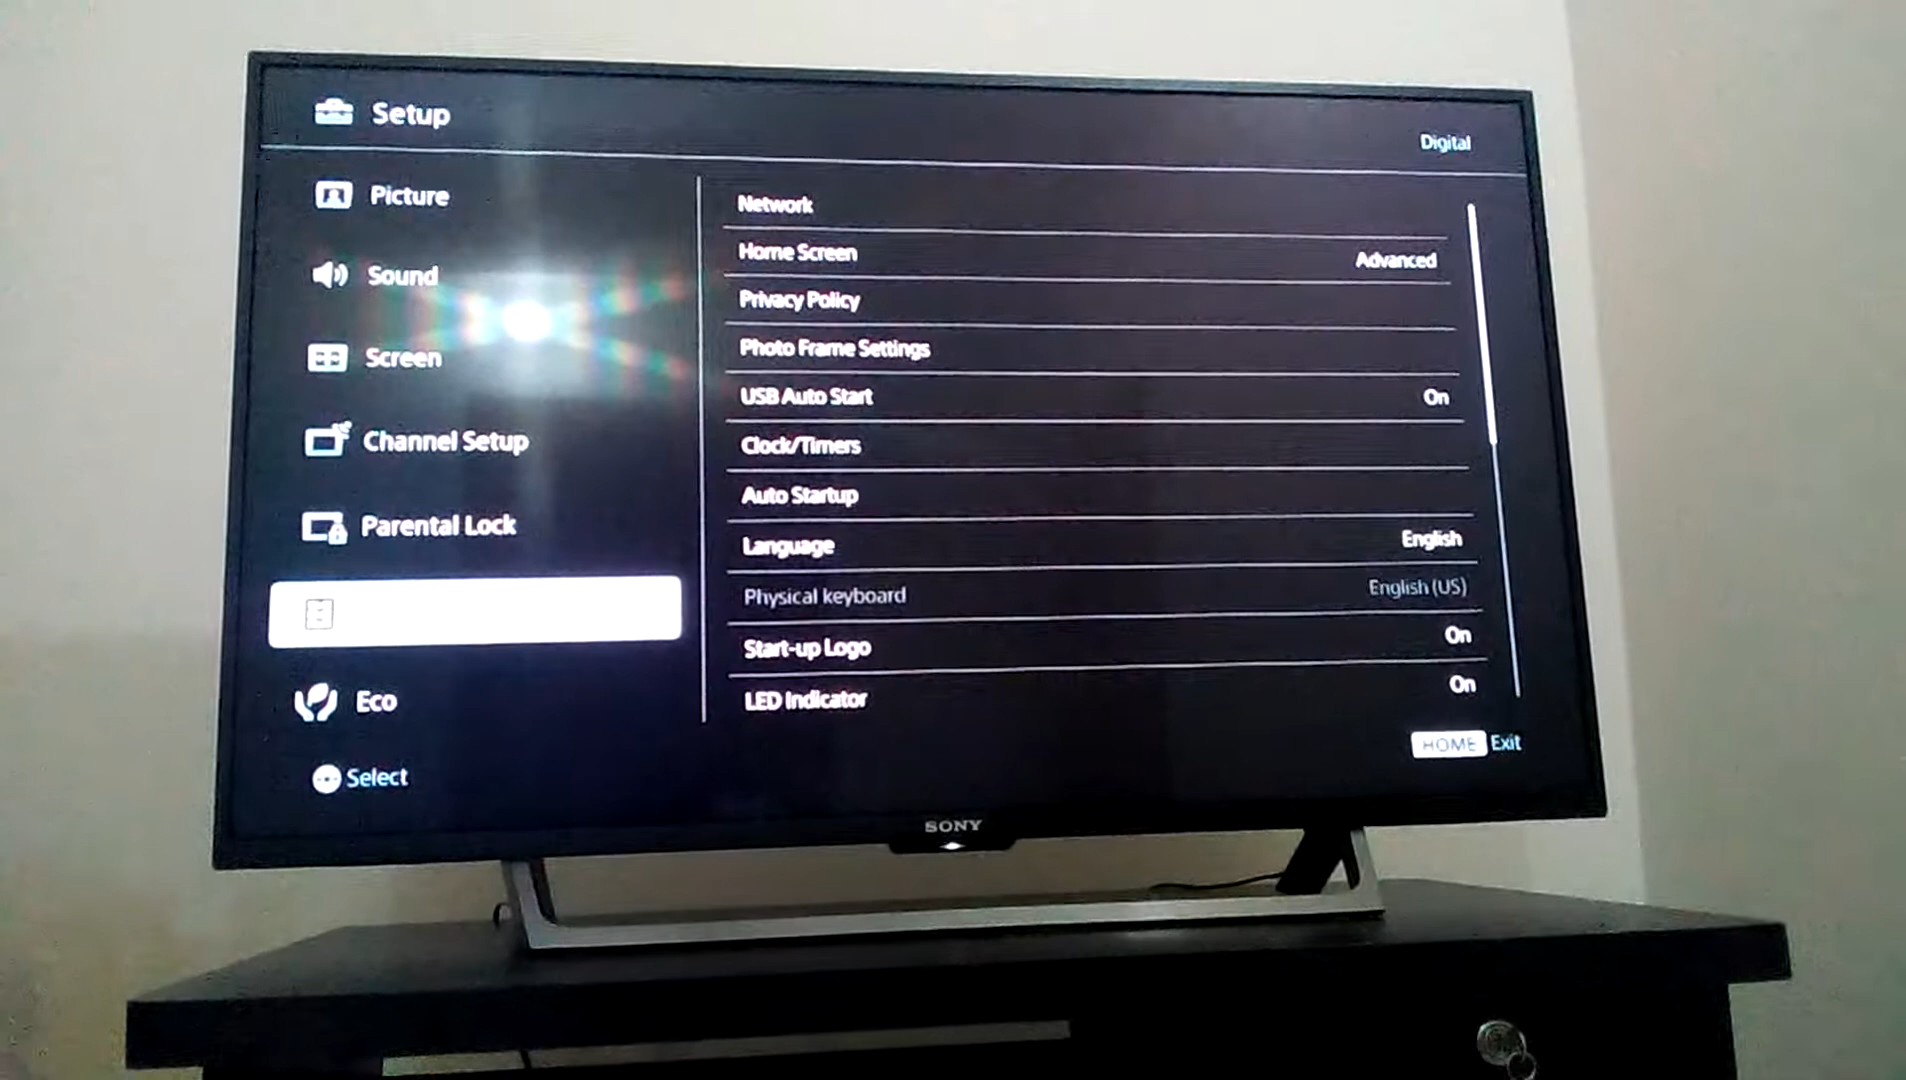 Setup
Digital
Picture
Sound
Screen
Channel Setup
Parental Lock
Eco
Select
Network
Home Screen Advanced
Privacy Policy
Photo Frame Settings
USB Auto Start On
Clock/Timers
Auto Startup
Language English
Physical keyboard English (US)
Start-up Logo On
LED Indicator On
HOME Exit
SONY